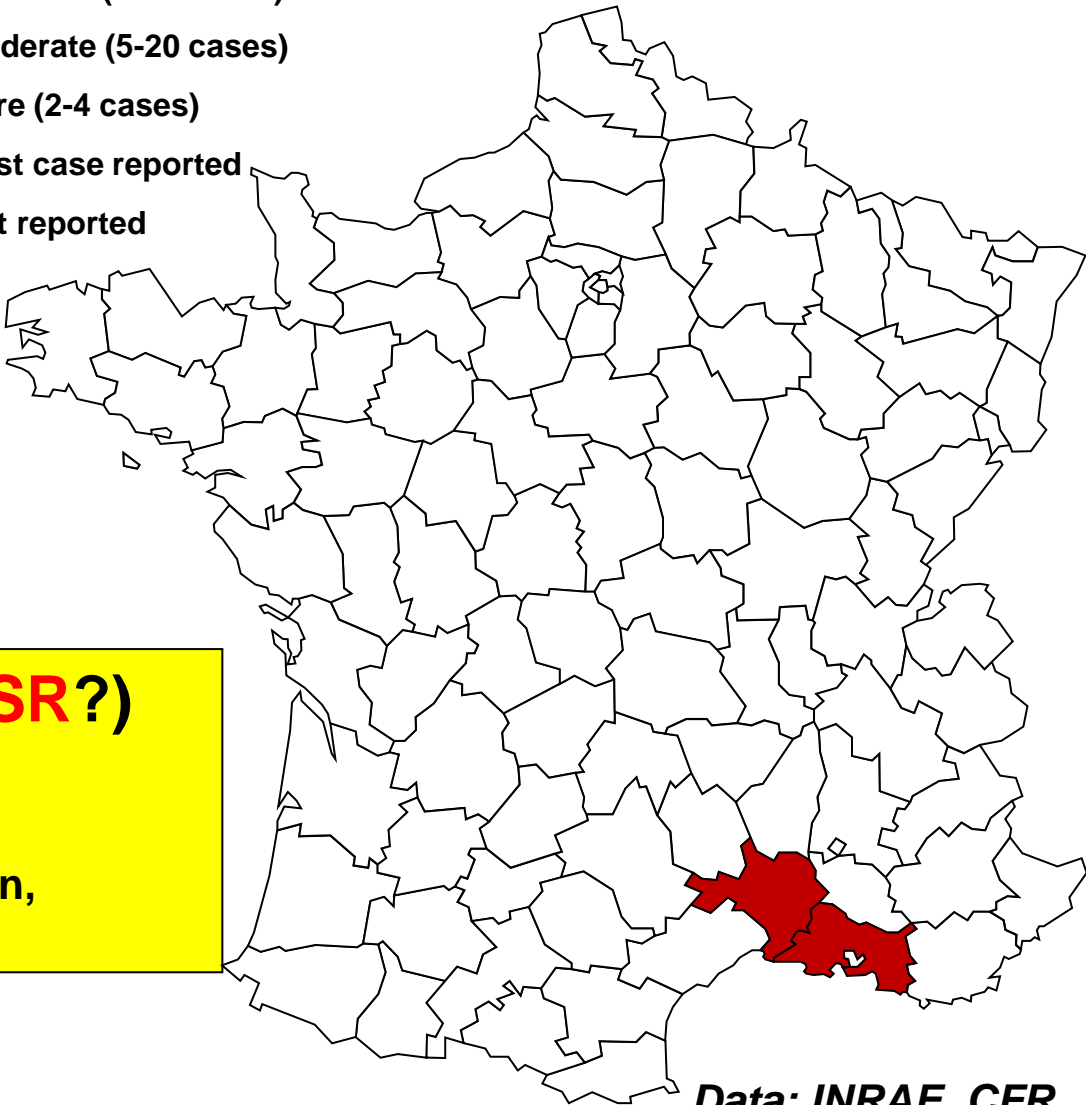 derate (5-20 cases)
re (2-4 cases)
st case reported
t reported
SR?)
n,
Data: INRAE, CER